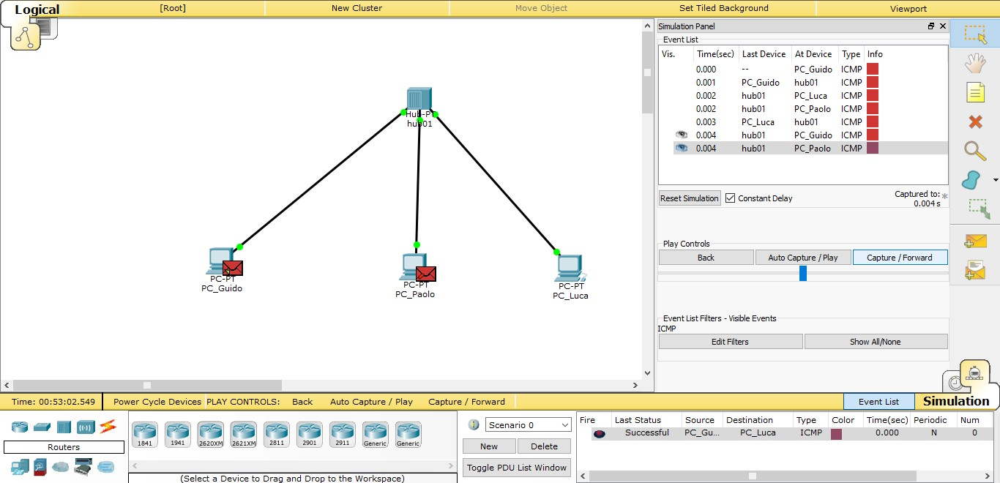 Logical [Root] New Cluster Move Object Set Tiled Background Viewport
Simulation Panel
Event List
Vis. Time(sec) Last Device At Device Type Info
0.000 -- PC_Guido ICMP
0.001 PC_Guido hub01 ICMP
0.002 hub01 PC_Luca ICMP
0.002 hub01 PC_Paolo ICMP
0.003 PC_Luca hub01 ICMP
0.004 hub01 PC_Guido ICMP
0.004 hub01 PC_Paolo ICMP
Reset Simulation Constant Delay Captured to: *
0.004 s
Play Controls
Back Auto Capture / Play Capture / Forward
Event List Filters - Visible Events
ICMP
Edit Filters Show All/None
Hub-PT
hub01
PC-PT
PC_Guido
PC-PT
PC_Paolo
PC-PT
PC_Luca
Time: 00:53:02.549 Power Cycle Devices PLAY CONTROLS: Back Auto Capture / Play Capture / Forward Event List Simulation
Routers
1841 1941 2620XM 2621XM 2811 2901 2911 Generic Generic
(Select a Device to Drag and Drop to the Workspace)
Scenario 0
New Delete
Toggle PDU List Window
Fire Last Status Source Destination Type Color Time(sec) Periodic Num
Successful PC_Gu... PC_Luca ICMP 0.000 N 0